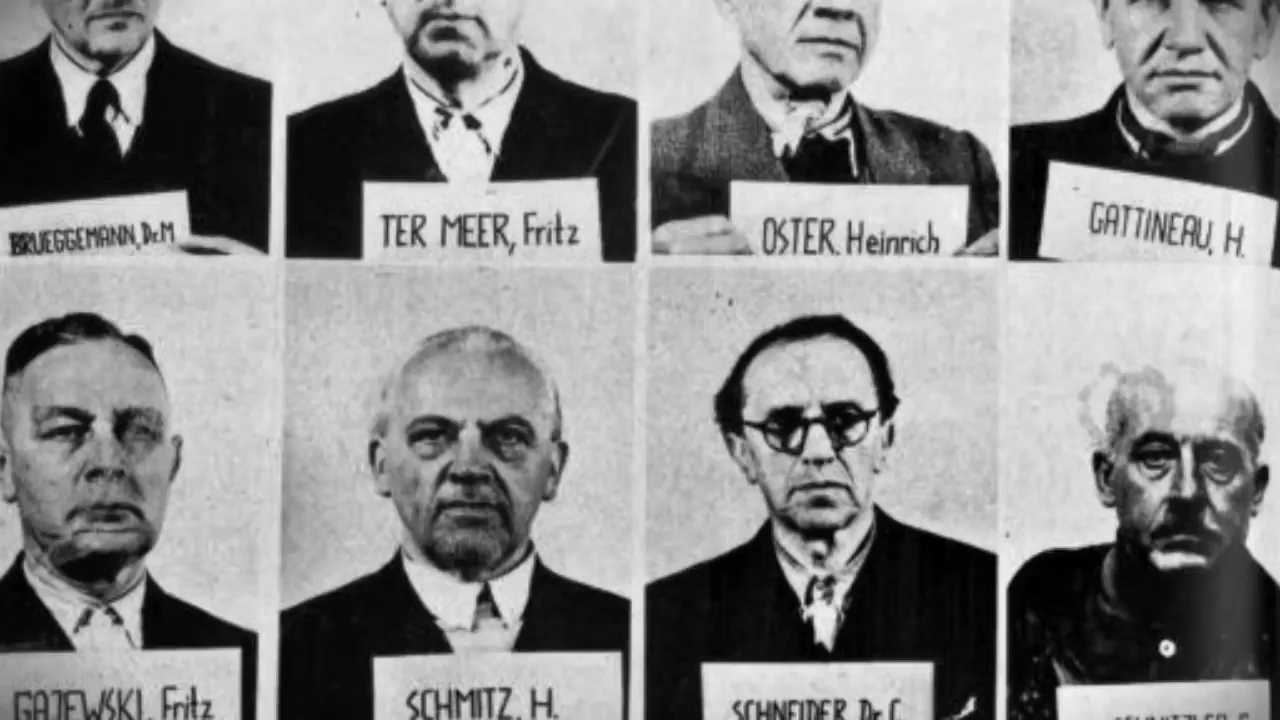 BRUEGGEMANN, Dr. M
TER MEER, Fritz
OSTER, Heinrich
GATTINEAU, H.
GAJEWSKI, Fritz
SCHMITZ, H.
SCHNEIDER, Dr. C.